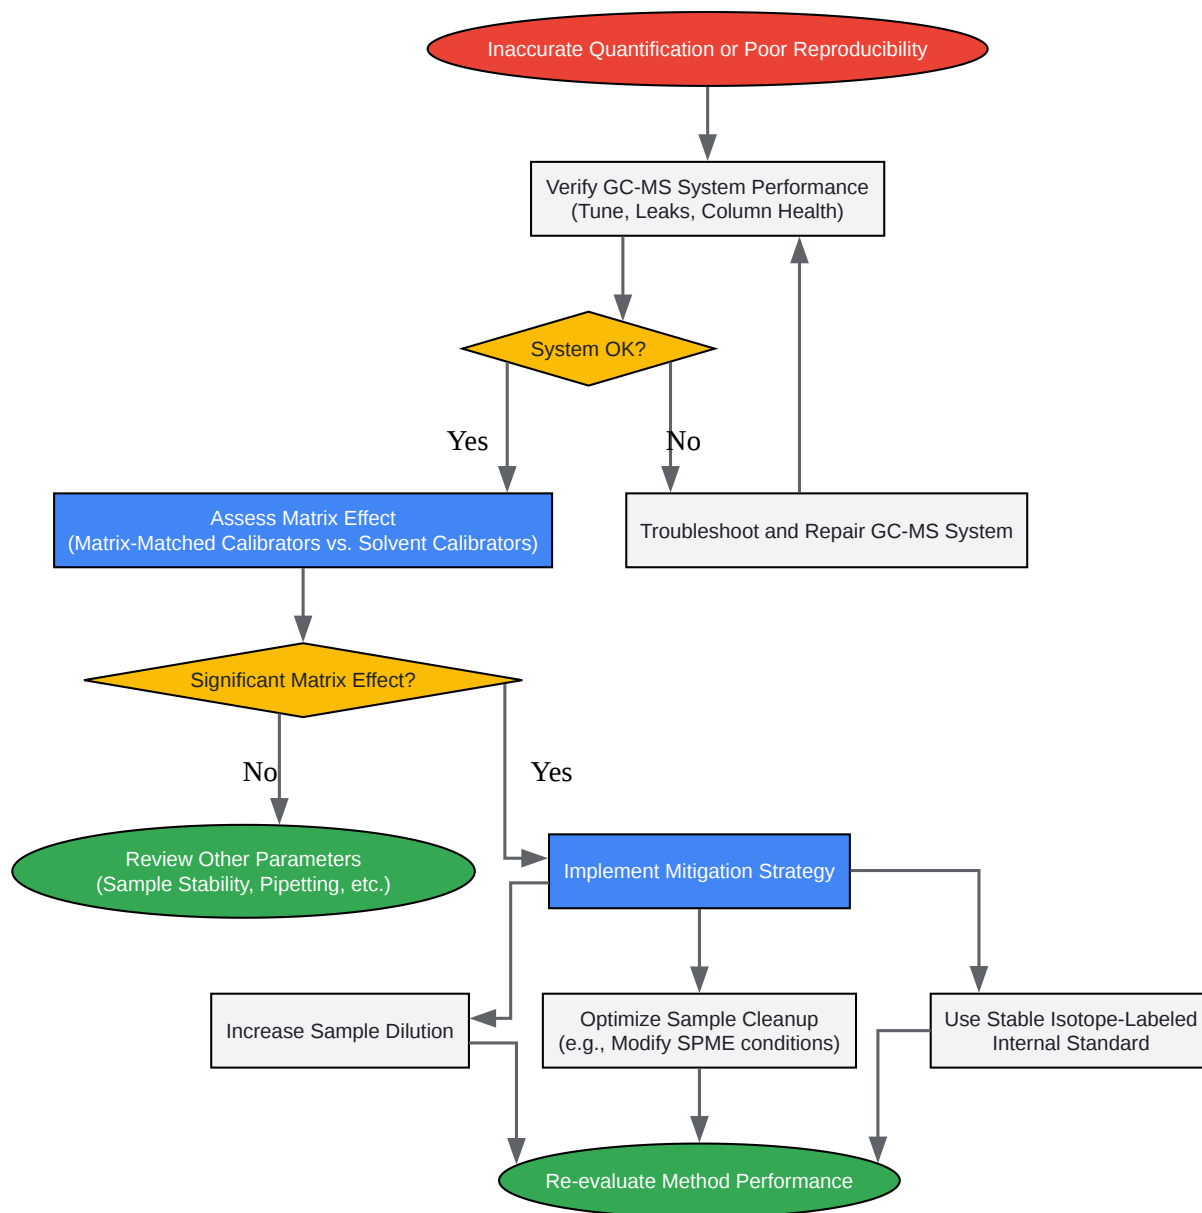 Inaccurate Quantification or Poor Reproducibility
Verify GC-MS System Performance
(Tune, Leaks, Column Health)
System OK?
Yes
No
Assess Matrix Effect
(Matrix-Matched Calibrators vs. Solvent Calibrators)
Troubleshoot and Repair GC-MS System
Significant Matrix Effect?
No
Yes
Review Other Parameters
(Sample Stability, Pipetting, etc.)
Implement Mitigation Strategy
Increase Sample Dilution
Optimize Sample Cleanup
(e.g., Modify SPME conditions)
Use Stable Isotope-Labeled
Internal Standard
Re-evaluate Method Performance